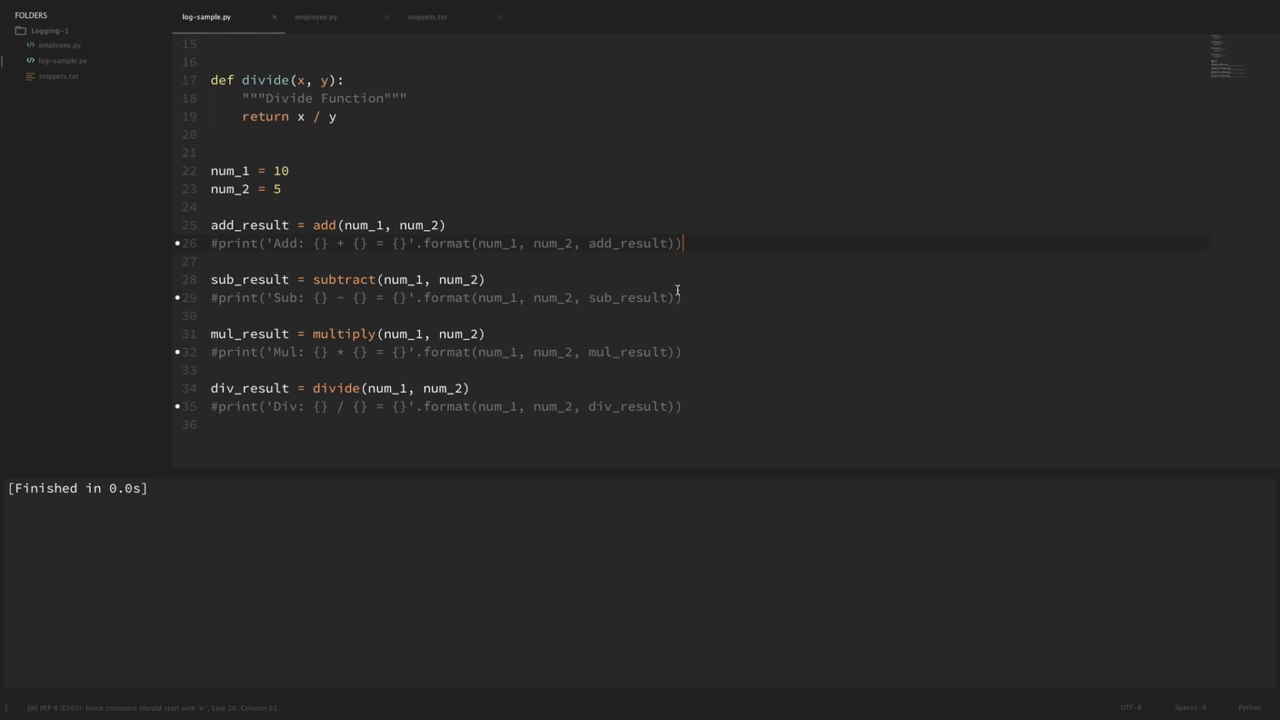 FOLDERS
Logging-1
employee.py
log-sample.py
snippets.txt
log-sample.py
employee.py
snippets.txt
15
16
17 def divide(x, y):
18 """Divide Function"""
19 return x / y
20
21
22 num_1 = 10
23 num_2 = 5
24
25 add_result = add(num_1, num_2)
26 #print('Add: {} + {} = {}'.format(num_1, num_2, add_result))
27
28 sub_result = subtract(num_1, num_2)
29 #print('Sub: {} - {} = {}'.format(num_1, num_2, sub_result))
30
31 mul_result = multiply(num_1, num_2)
32 #print('Mul: {} * {} = {}'.format(num_1, num_2, mul_result))
33
34 div_result = divide(num_1, num_2)
35 #print('Div: {} / {} = {}'.format(num_1, num_2, div_result))
36
[Finished in 0.0s]
[W] PEP 8 (E265): block comment should start with '# ', Line 26, Column 61
UTF-8
Spaces: 4
Python